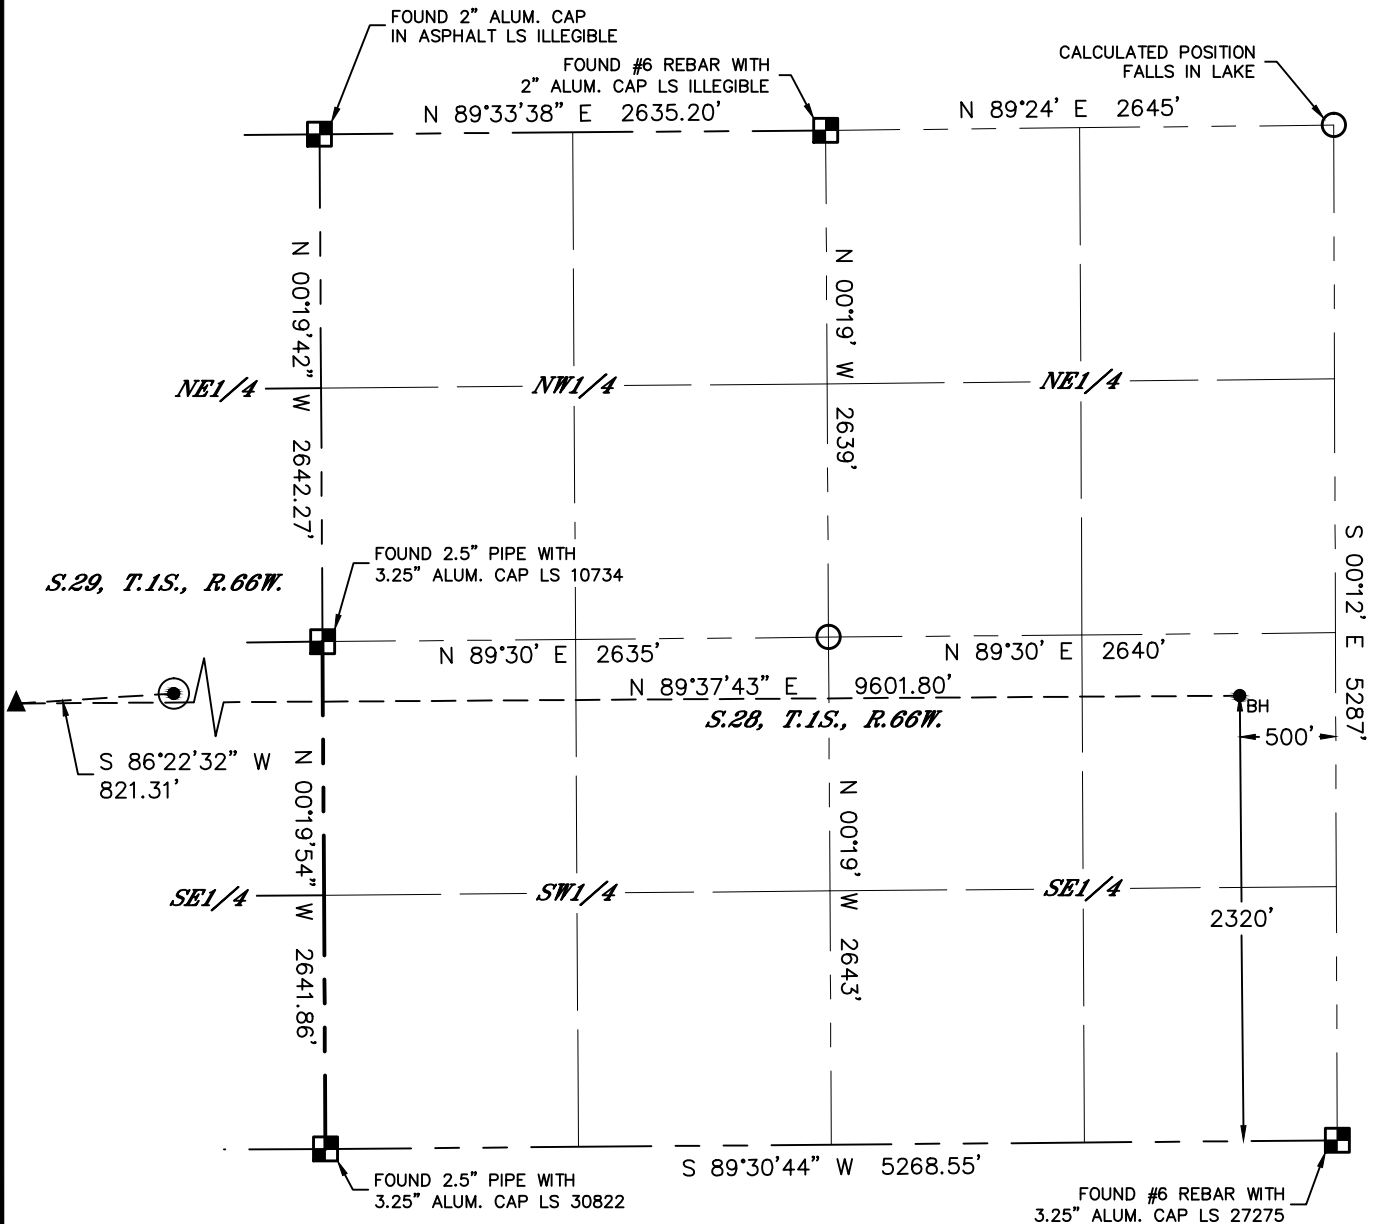 FOUND 2" ALUM. CAP
IN ASPHALT LS ILLEGIBLE
FOUND #6 REBAR WITH
2" ALUM. CAP LS ILLEGIBLE
CALCULATED POSITION
FALLS IN LAKE
N 89°33'38" E 2635.20'
N 89°24' E 2645'
N 00°19'42" W 2642.27'
N 00°19' W 2639'
NE1/4
NW1/4
NE1/4
S 00°12' E 5287'
FOUND 2.5" PIPE WITH
3.25" ALUM. CAP LS 10734
S.29, T.1S., R.66W.
N 89°30' E 2635'
N 89°30' E 2640'
N 89°37'43" E 9601.80'
S.28, T.1S., R.66W.
BH
500'
S 86°22'32" W
821.31'
N 00°19'54" W 2641.86'
N 00°19' W 2643'
SE1/4
SW1/4
SE1/4
2320'
S 89°30'44" W 5268.55'
FOUND 2.5" PIPE WITH
3.25" ALUM. CAP LS 30822
FOUND #6 REBAR WITH
3.25" ALUM. CAP LS 27275